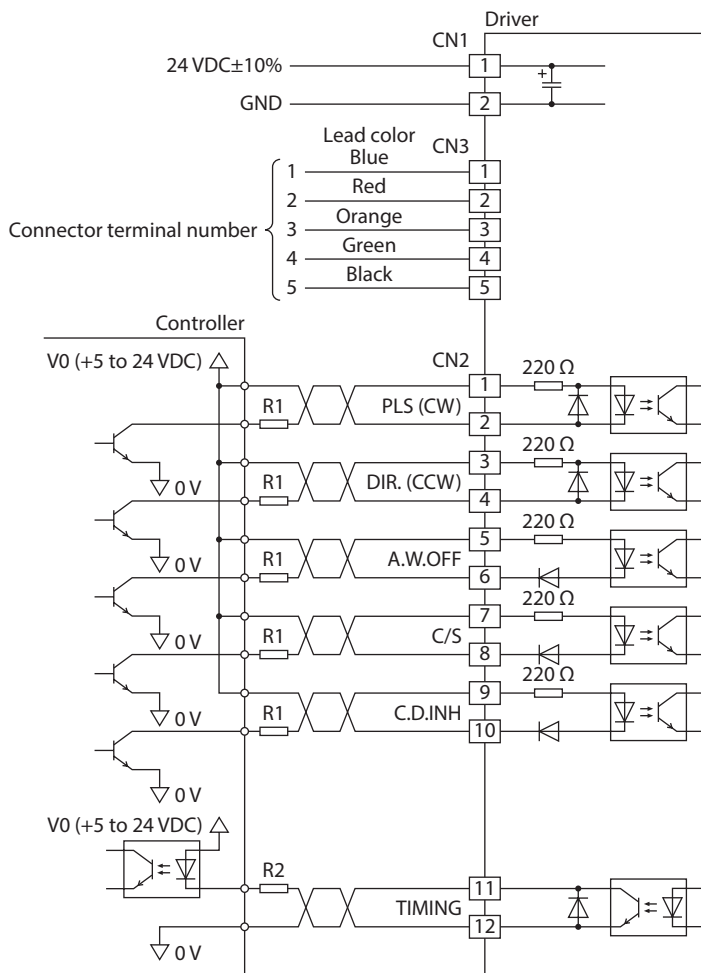 Driver
CN1
24 VDC±10%
1
+
GND
2
Lead color
CN3
Blue
1
1
Red
2
2
Orange
Connector terminal number
3
3
Green
4
4
Black
5
5
Controller
V0 (+5 to 24 VDC)
CN2
220 Ω
1
R1
PLS (CW)
2
0 V
220 Ω
3
R1
DIR. (CCW)
4
0 V
220 Ω
5
R1
A.W.OFF
6
0 V
220 Ω
7
R1
C/S
8
0 V
220 Ω
9
R1
C.D.INH
10
0 V
V0 (+5 to 24 VDC)
R2
11
TIMING
12
0 V